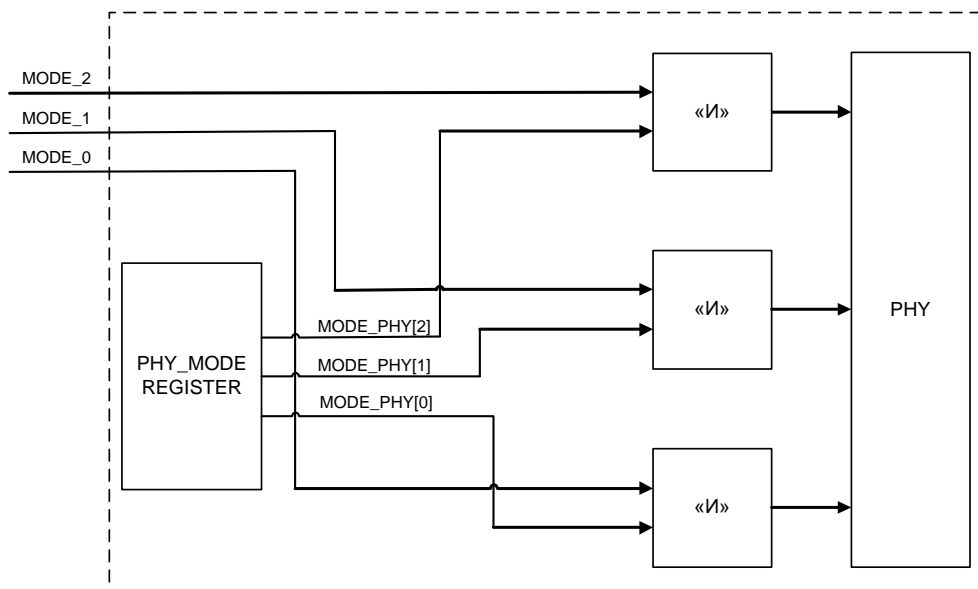 MODE_2
MODE_1
MODE_0
«И»
«И»
«И»
PHY
PHY_MODE
REGISTER
MODE_PHY[2]
MODE_PHY[1]
MODE_PHY[0]